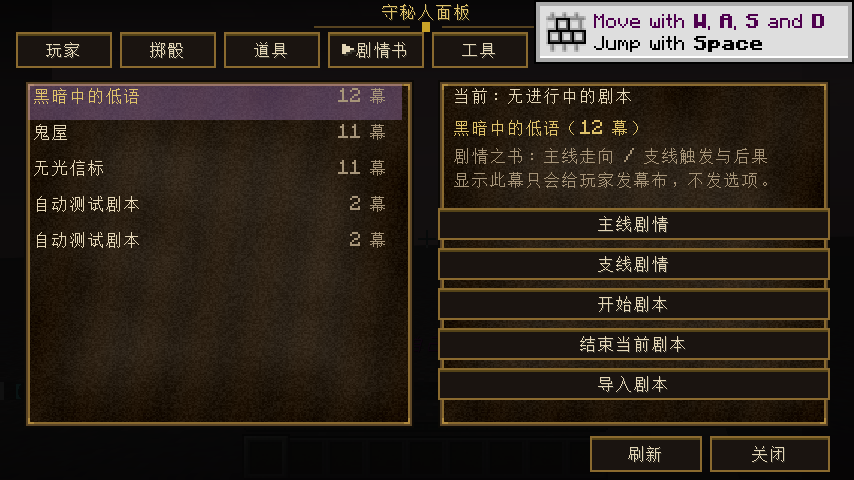 守秘人面板
Move with W, A, S and D
Jump with Space
玩家
掷骰
道具
▶剧情书
工具
黑暗中的低语 12 幕
鬼屋 11 幕
无光信标 11 幕
自动测试剧本 2 幕
自动测试剧本 2 幕
当前：无进行中的剧本
黑暗中的低语（12 幕）
剧情之书：主线走向 / 支线触发与后果
显示此幕只会给玩家发幕布，不发选项。
主线剧情
支线剧情
开始剧本
结束当前剧本
导入剧本
刷新
关闭